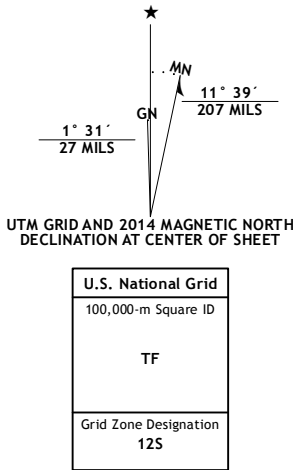 ★
MN
GN
11° 39´
207 MILS
1° 31´
27 MILS
UTM GRID AND 2014 MAGNETIC NORTH
DECLINATION AT CENTER OF SHEET
U.S. National Grid
100,000-m Square ID
TF
Grid Zone Designation
12S